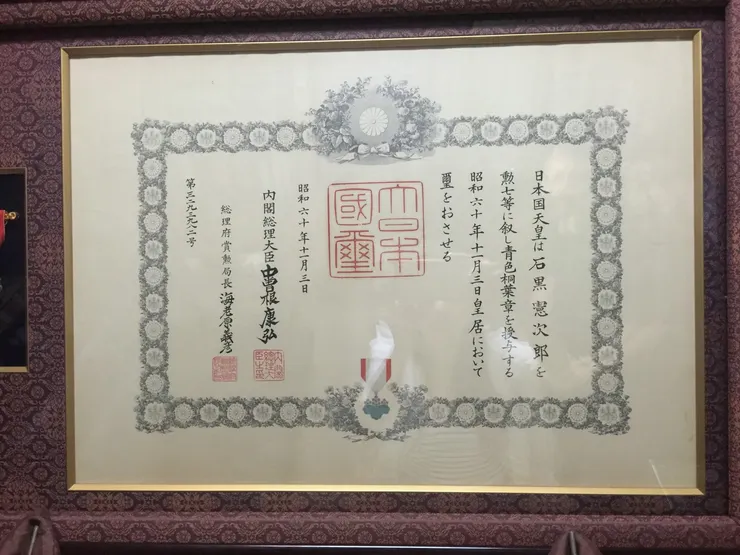 日本国天皇は石黒憲次郎を
勲七等に叙し青色桐葉章を授与する
昭和六十年十一月三日皇居において
璽をおさせる
大日本
國璽
昭和六十年十一月三日
内閣総理大臣 中曽根康弘
総理府賞勲局長 海老原義彦
第三二九三九八二号